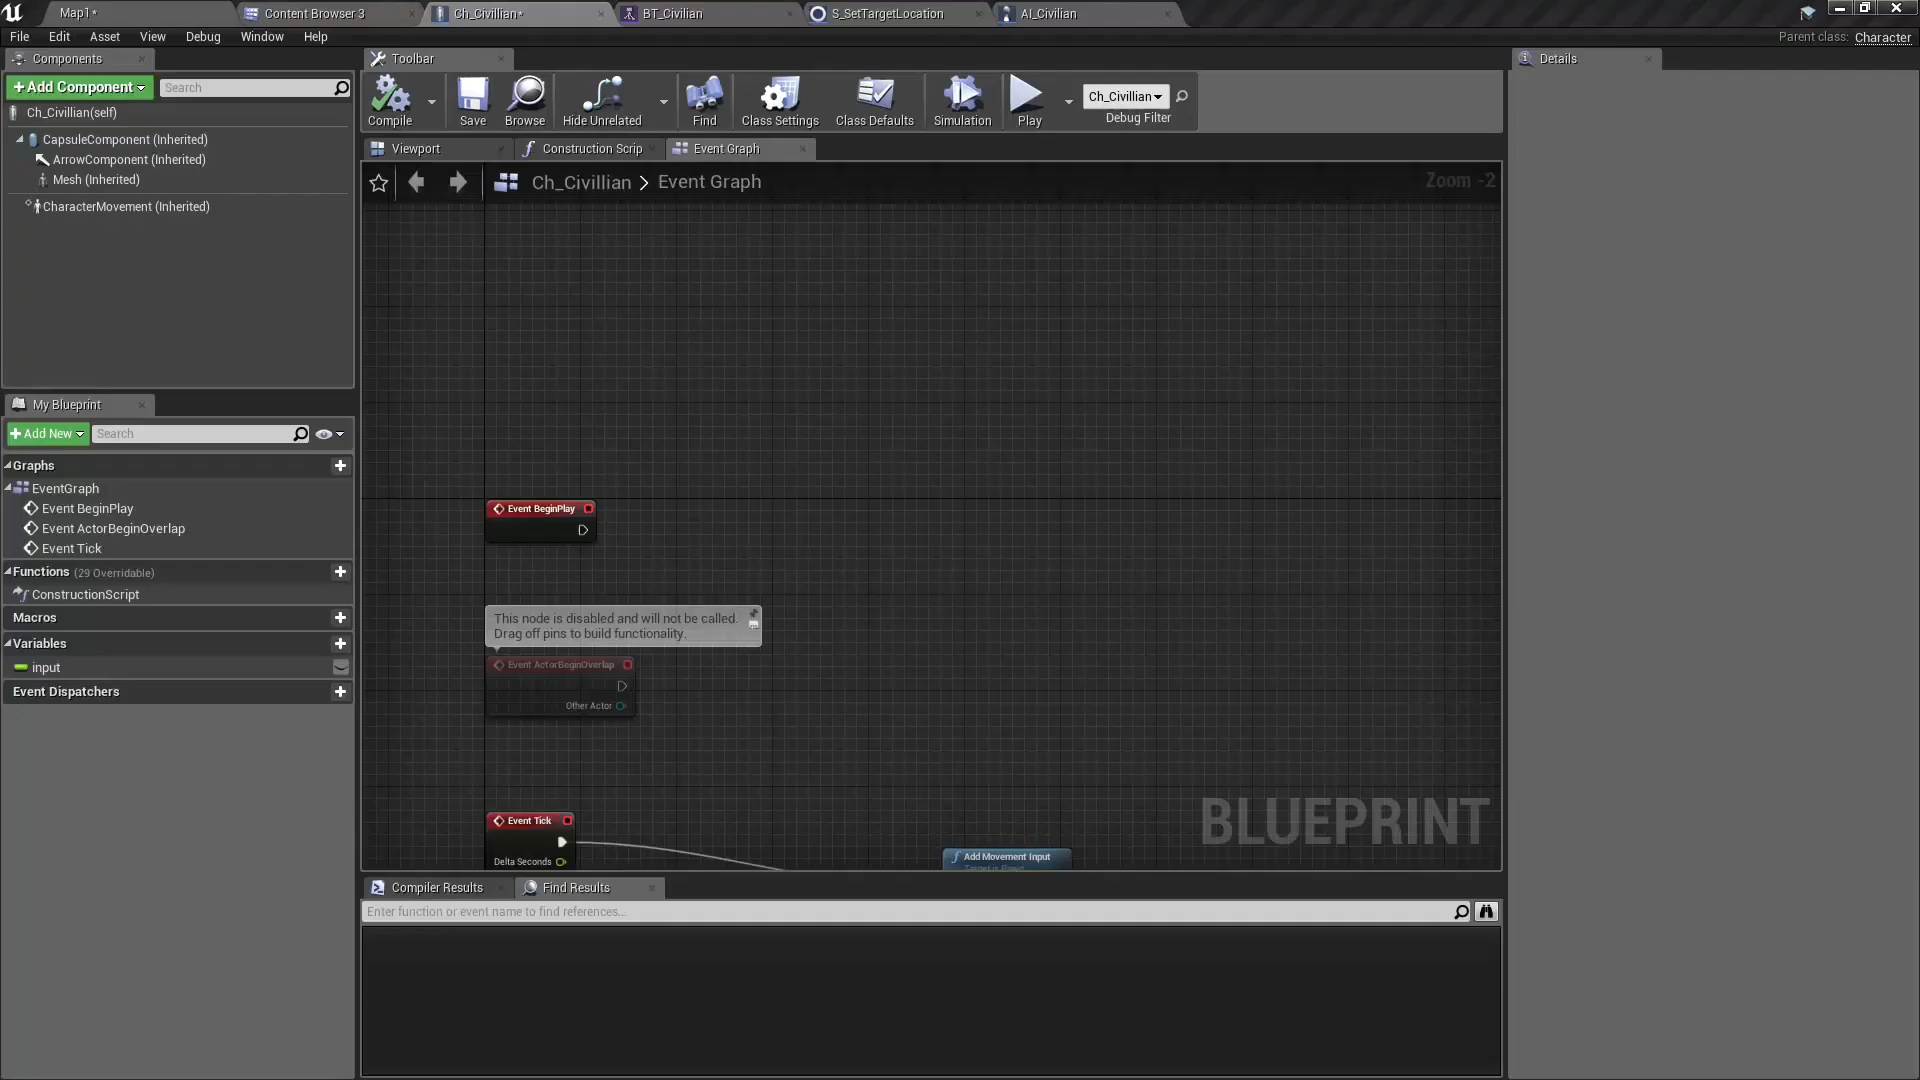 Map1*
Content Browser 3
Ch_Civillian*
BT_Civilian
S_SetTargetLocation
AI_Civilian
File Edit Asset View Debug Window Help
Parent class: Character
Components
Toolbar
Details
+ Add Component
Search
Ch_Civillian(self)
CapsuleComponent (Inherited)
ArrowComponent (Inherited)
Mesh (Inherited)
CharacterMovement (Inherited)
Compile
Save
Browse
Hide Unrelated
Find
Class Settings
Class Defaults
Simulation
Play
Ch_Civillian
Debug Filter
Viewport
Construction Scrip
Event Graph
Ch_Civillian > Event Graph
Zoom -2
My Blueprint
+ Add New
Search
Graphs
EventGraph
Event BeginPlay
Event ActorBeginOverlap
Event Tick
Functions (29 Overridable)
ConstructionScript
Macros
Variables
input
Event Dispatchers
Event BeginPlay
This node is disabled and will not be called.
Drag off pins to build functionality.
Event ActorBeginOverlap
Other Actor
Event Tick
Delta Seconds
Add Movement Input
Target is Pawn
BLUEPRINT
Compiler Results
Find Results
Enter function or event name to find references...